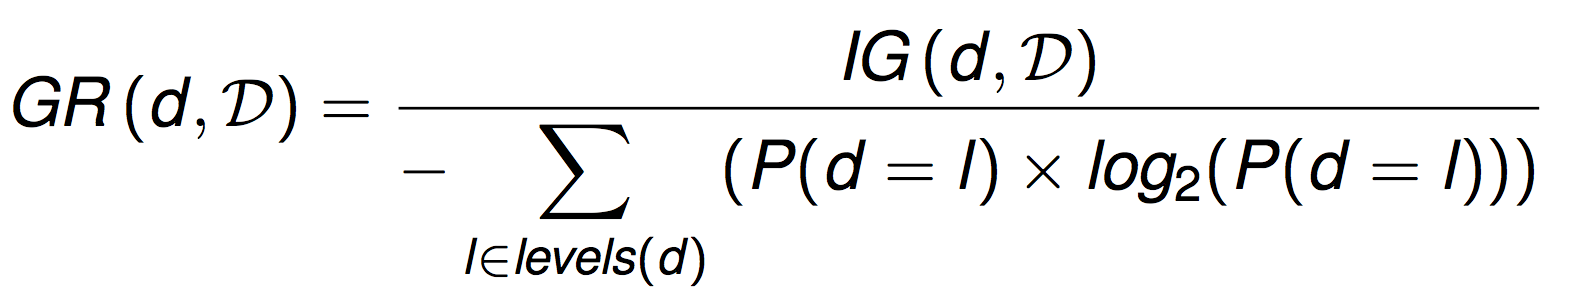 GR (d, 𝒟) = IG (d, 𝒟) / − ∑ l∈levels(d) (P(d = l) × log₂(P(d = l)))